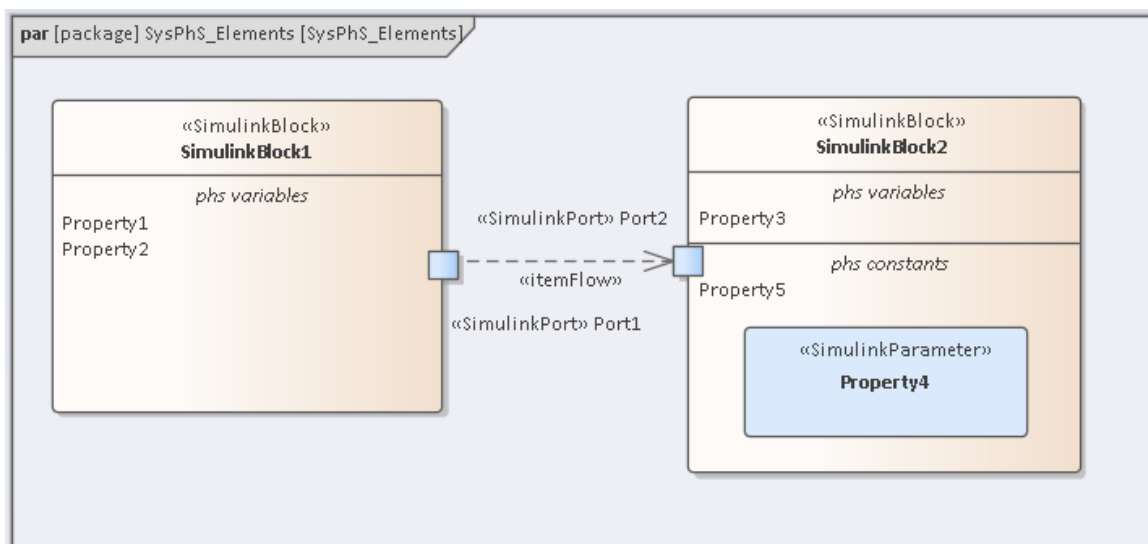 par [package] SysPhS_Elements [SysPhS_Elements]
«SimulinkBlock»
SimulinkBlock1
phs variables
Property1
Property2
«SimulinkPort» Port2
«itemFlow»
«SimulinkPort» Port1
«SimulinkBlock»
SimulinkBlock2
phs variables
Property3
phs constants
Property5
«SimulinkParameter»
Property4